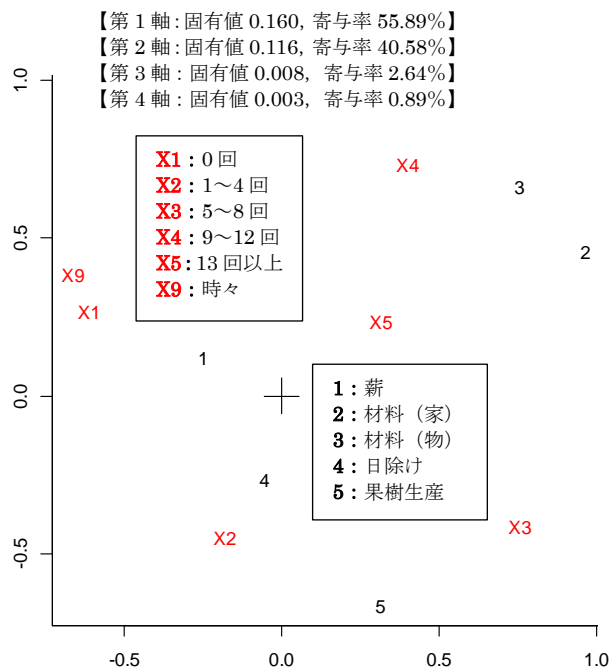 【第 1 軸 : 固有値 0.160, 寄与率 55.89%】
【第 2 軸 : 固有値 0.116, 寄与率 40.58%】
【第 3 軸 : 固有値 0.008, 寄与率 2.64%】
【第 4 軸 : 固有値 0.003, 寄与率 0.89%】
1.0
X1 : 0 回
X2 : 1〜4 回
X3 : 5〜8 回
X4 : 9〜12 回
X5 : 13 回以上
X9 : 時々
X4
3
0.5
2
X9
X1
X5
1
0.0
1 : 薪
2 : 材料（家）
3 : 材料（物）
4 : 日除け
5 : 果樹生産
4
X2
X3
-0.5
5
-0.5 0.0 0.5 1.0